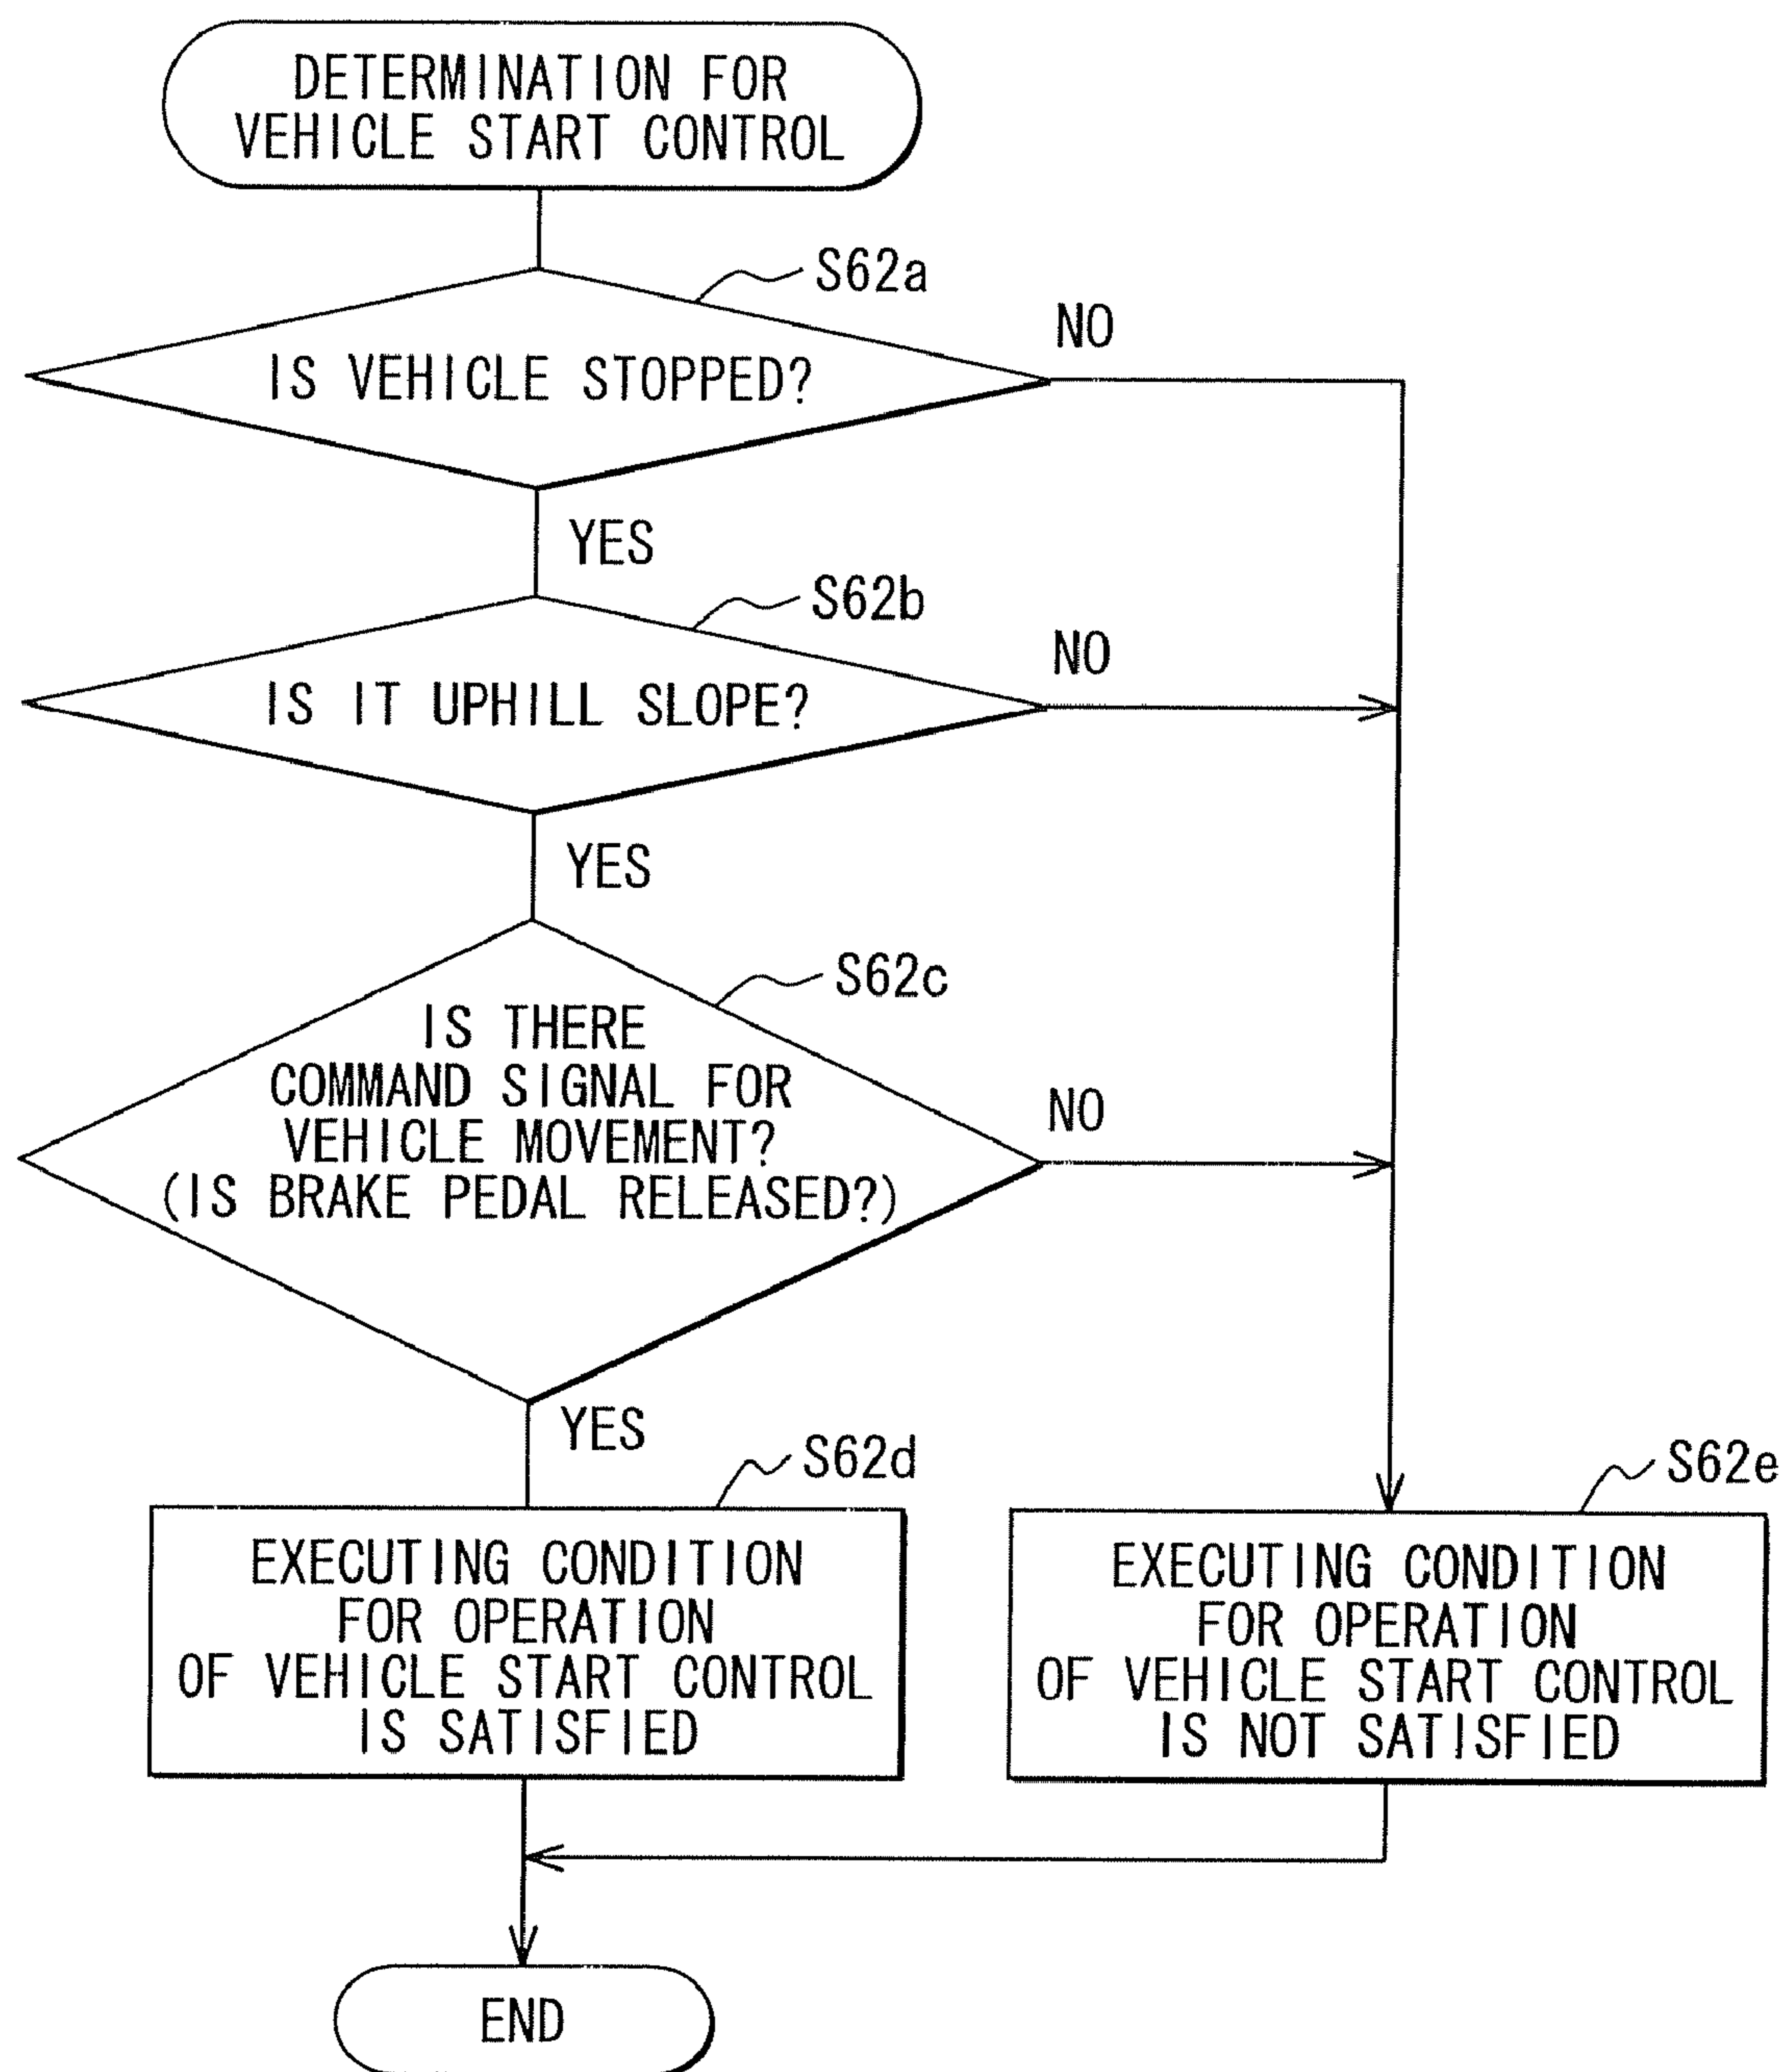 DETERMINATION FOR
VEHICLE START CONTROL
S62a
NO
IS VEHICLE STOPPED?
YES
S62b
NO
IS IT UPHILL SLOPE?
YES
S62c
IS THERE
COMMAND SIGNAL FOR
VEHICLE MOVEMENT?
(IS BRAKE PEDAL RELEASED?)
NO
YES
S62d
EXECUTING CONDITION
FOR OPERATION
OF VEHICLE START CONTROL
IS SATISFIED
S62e
EXECUTING CONDITION
FOR OPERATION
OF VEHICLE START CONTROL
IS NOT SATISFIED
END